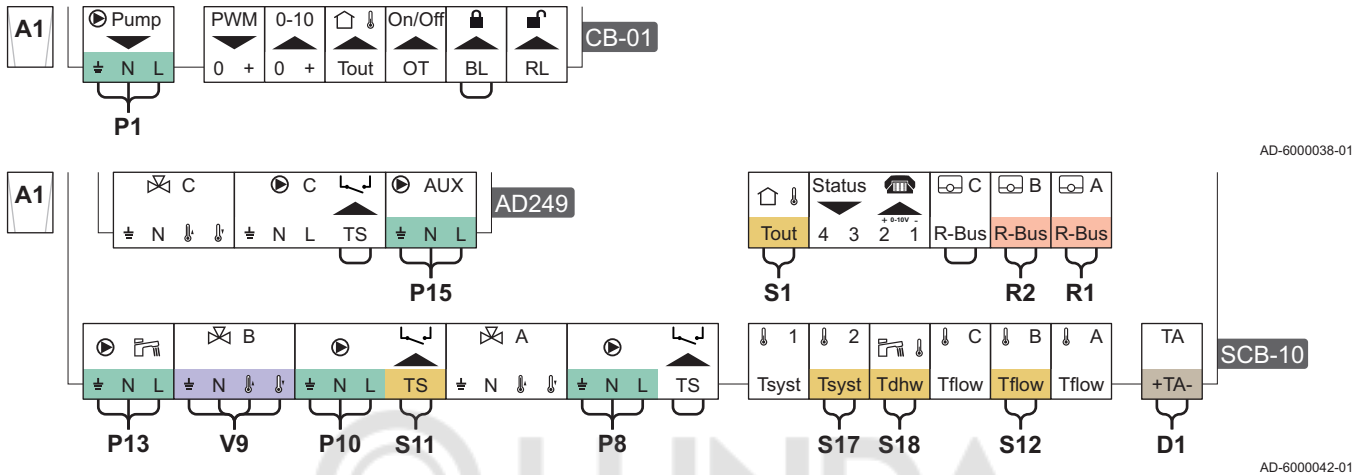 A1
Pump PWM 0-10 On/Off
N L 0 + 0 + Tout OT BL RL
CB-01
P1
AD-6000038-01
A1
C C AUX
N N L TS N L
AD249
P15
Status C B A
+ 0-10V -
Tout 4 3 2 1 R-Bus R-Bus R-Bus
S1 R2 R1
B A 1 2 C B A TA
N L N N L TS N N L TS Tsyst Tsyst Tdhw Tflow Tflow Tflow +TA-
SCB-10
P13 V9 P10 S11 P8 S17 S18 S12 D1
LUNDA
AD-6000042-01